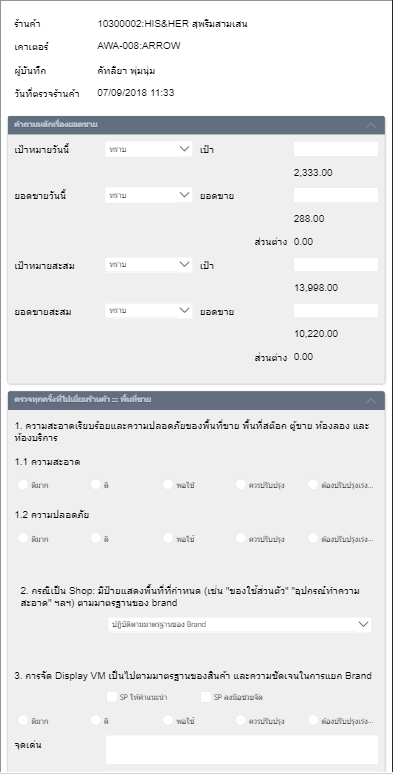 ร้านค้า 10300002:HIS&HER สุพรีมสามเสน
เคาเตอร์ AWA-008:ARROW
ผู้บันทึก คัทลียา พุ่มนุ่ม
วันที่ตรวจร้านค้า 07/09/2018 11:33
คำถามหลักเรื่องยอดขาย
เป้าหมายวันนี้ ทราบ เป้า
2,333.00
ยอดขายวันนี้ ทราบ ยอดขาย
288.00
ส่วนต่าง 0.00
เป้าหมายสะสม ทราบ เป้า
13,998.00
ยอดขายสะสม ทราบ ยอดขาย
10,220.00
ส่วนต่าง 0.00
ตรวจทุกครั้งที่ไปเยี่ยมร้านค้า :: พื้นที่ขาย
1. ความสะอาดเรียบร้อยและความปลอดภัยของพื้นที่ขาย พื้นที่สต๊อค ตู้ขาย ห้องลอง และ
ห้องบริการ
1.1 ความสะอาด
ดีมาก ดี พอใช้ ควรปรับปรุง ต้องปรับปรุงเร่ง...
1.2 ความปลอดภัย
ดีมาก ดี พอใช้ ควรปรับปรุง ต้องปรับปรุงเร่ง...
2. กรณีเป็น Shop: มีป้ายแสดงพื้นที่ที่กำหนด (เช่น "ของใช้ส่วนตัว" "อุปกรณ์ทำความ
สะอาด" ฯลฯ) ตามมาตรฐานของ brand
ปฏิบัติตามมาตรฐานของ Brand
3. การจัด Display VM เป็นไปตามมาตรฐานของสินค้า และความชัดเจนในการแยก Brand
SP ให้คำแนะนำ SP ลงมือช่วยจัด
ดีมาก ดี พอใช้ ควรปรับปรุง ต้องปรับปรุงเร่ง...
จุดเด่น